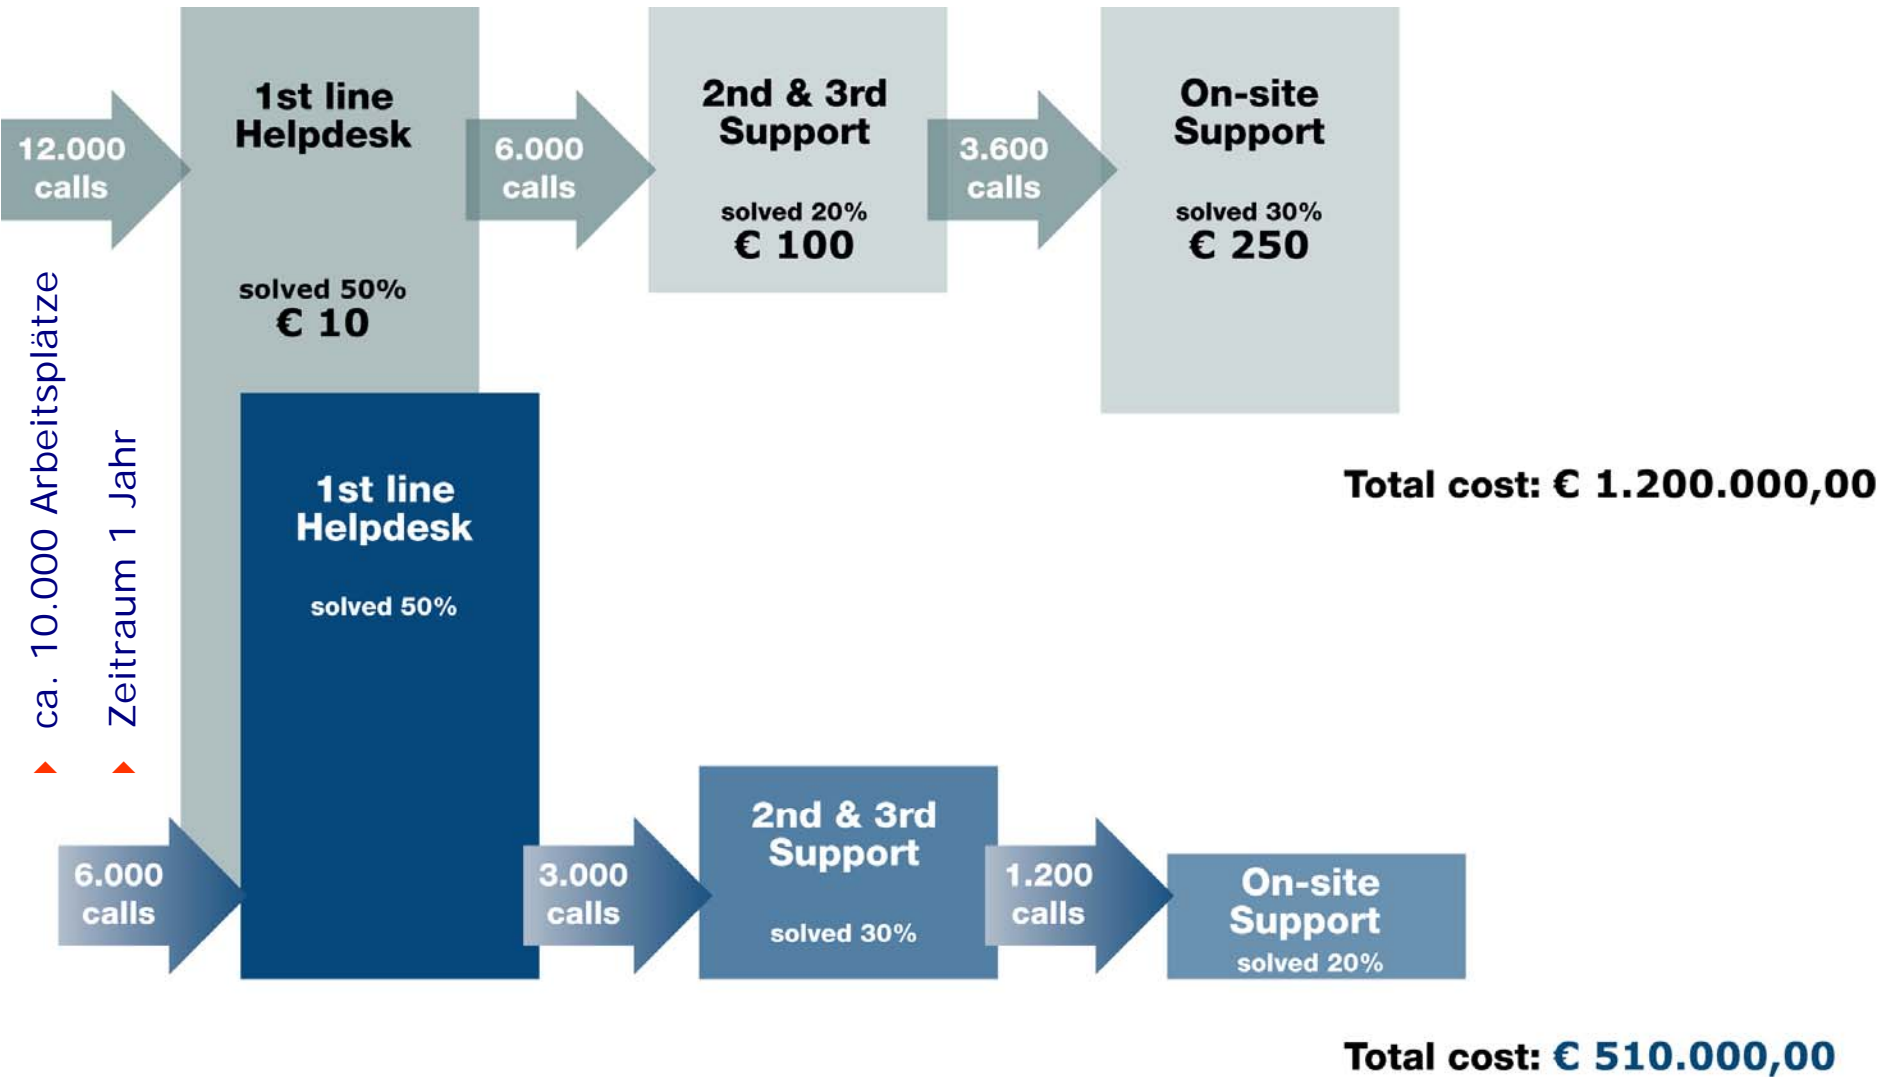 1st line
Helpdesk
2nd & 3rd
Support
On-site
Support
12.000
calls
6.000
calls
3.600
calls
solved 20%
€ 100
solved 30%
€ 250
solved 50%
€ 10
ca. 10.000 Arbeitsplätze
Zeitraum 1 Jahr
Total cost: € 1.200.000,00
1st line
Helpdesk
solved 50%
6.000
calls
3.000
calls
2nd & 3rd
Support
solved 30%
1.200
calls
On-site
Support
solved 20%
Total cost: € 510.000,00